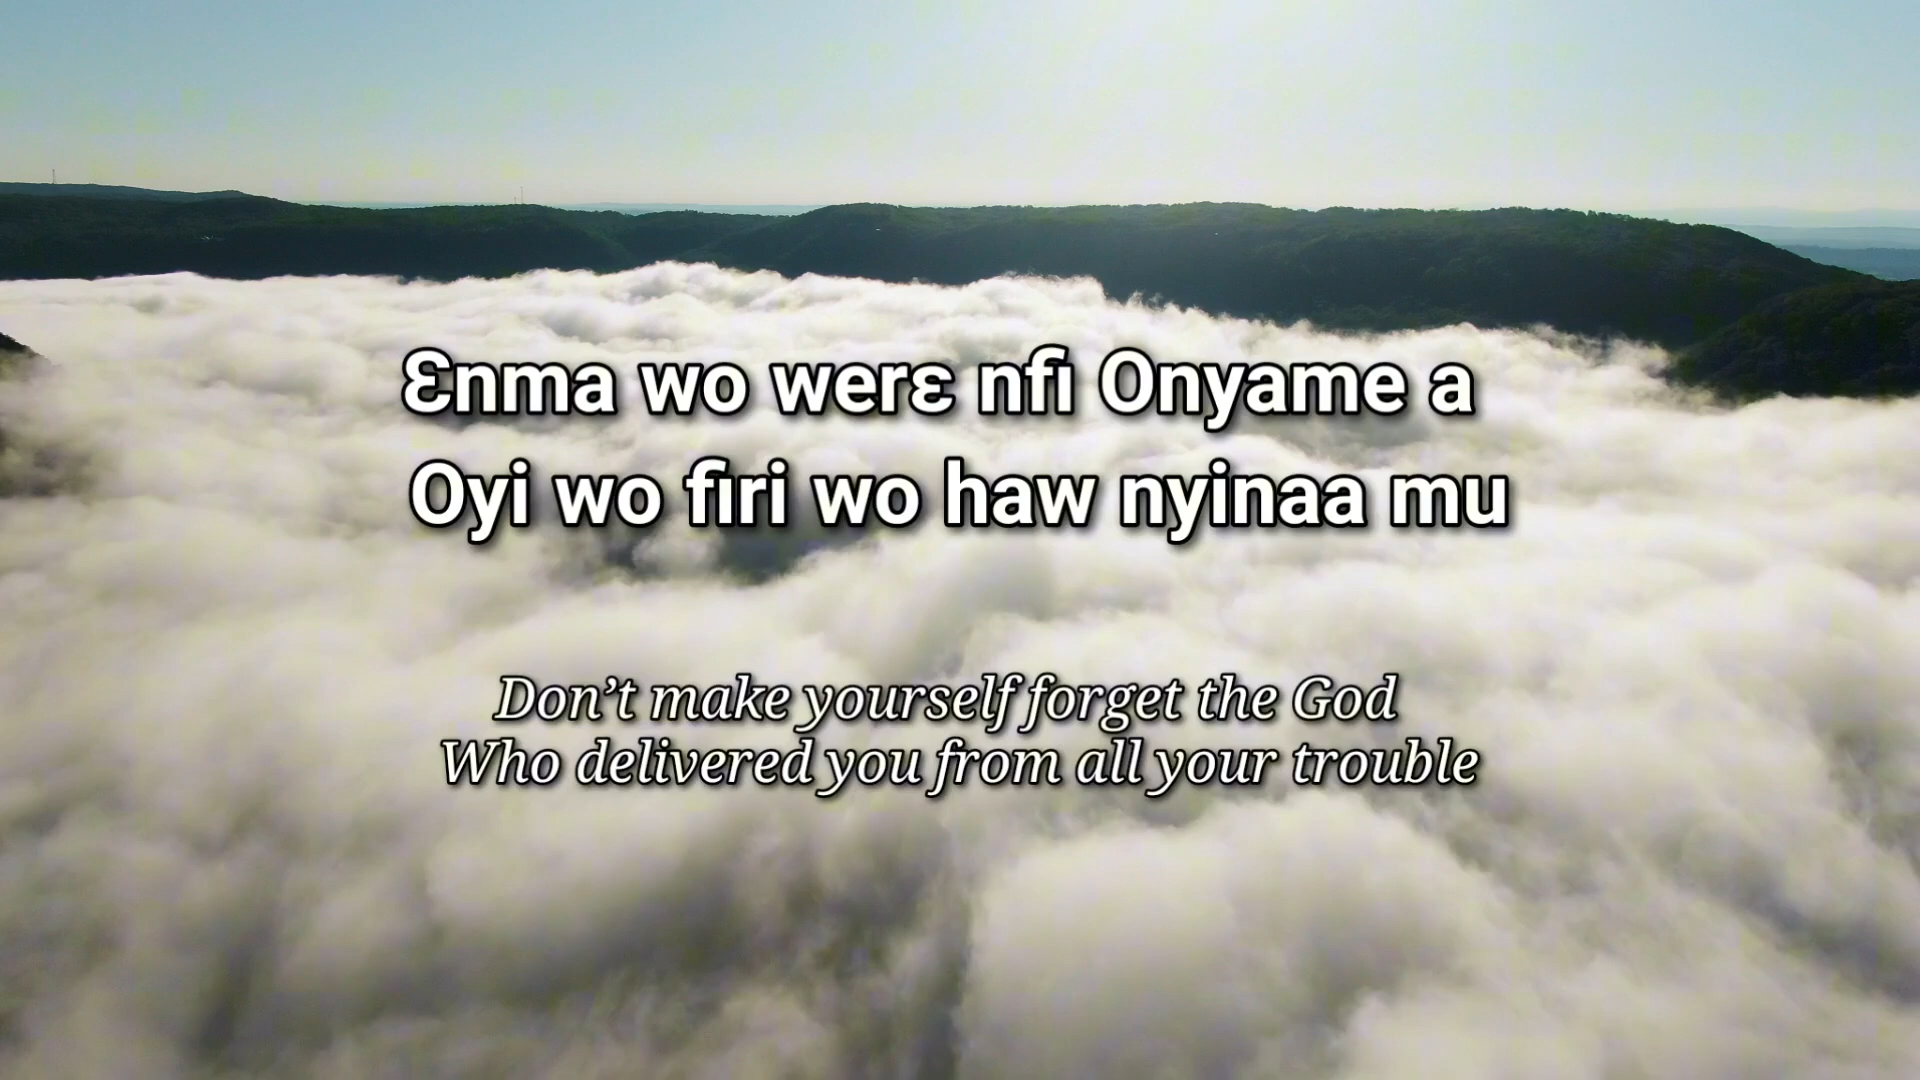 Ɛnma wo werɛ nfi Onyame a
Oyi wo firi wo haw nyinaa mu
Don’t make yourself forget the God
Who delivered you from all your trouble